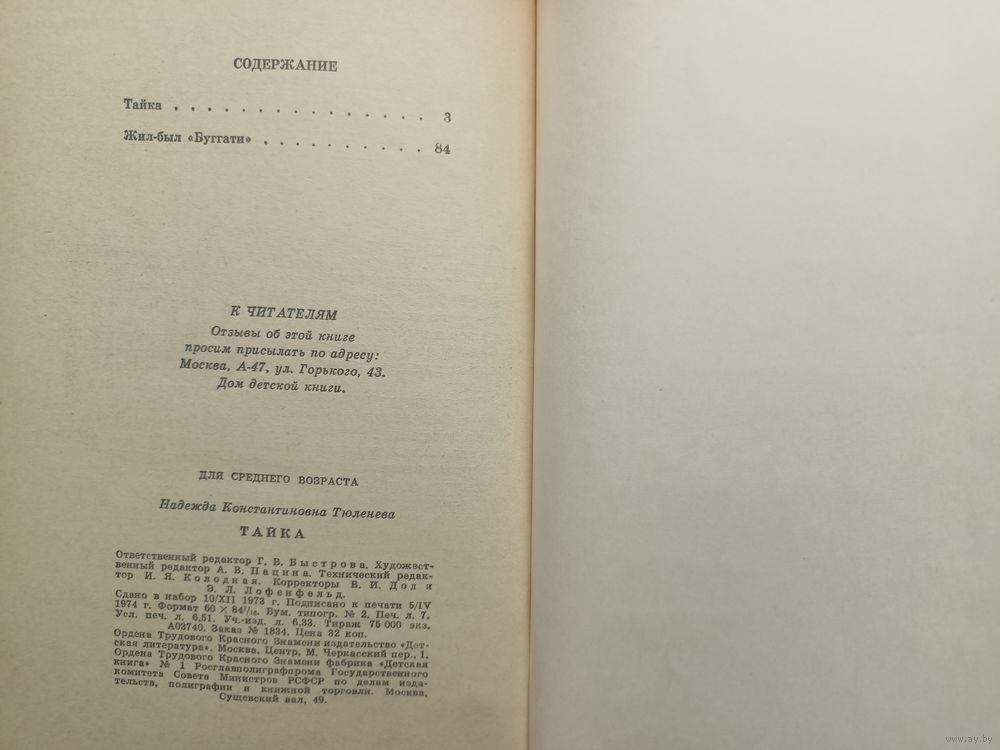 СОДЕРЖАНИЕ
Тайка . . . . . . . . . . . . . . . 3
Жил-был «Буггати» . . . . . . . . . . 84
К ЧИТАТЕЛЯМ
Отзывы об этой книге
просим присылать по адресу:
Москва, А-47, ул. Горького, 43.
Дом детской книги.
ДЛЯ СРЕДНЕГО ВОЗРАСТА
Надежда Константиновна Тюленева
ТАЙКА
Ответственный редактор Г. В. Быстрова. Художест-
венный редактор А. В. Пацина. Технический редак-
тор И. Я. Колодная. Корректоры В. И. Дод и
Э. Л. Лофенфельд.
Сдано в набор 10/XII 1973 г. Подписано к печати 5/IV
1974 г. Формат 60 × 84¹/₁₆. Бум. типогр. № 2. Печ. л. 7.
Усл. печ. л. 6,51. Уч.-изд. л. 6,33. Тираж 75 000 экз.
А03740. Заказ № 1834. Цена 32 коп.
Ордена Трудового Красного Знамени издательство «Дет-
ская литература». Москва, Центр, М. Черкасский пер., 1.
Ордена Трудового Красного Знамени фабрика «Детская
книга» № 1 Росглавполиграфпрома Государственного
комитета Совета Министров РСФСР по делам изда-
тельств, полиграфии и книжной торговли. Москва,
Сущевский вал, 49.
www.ay.by